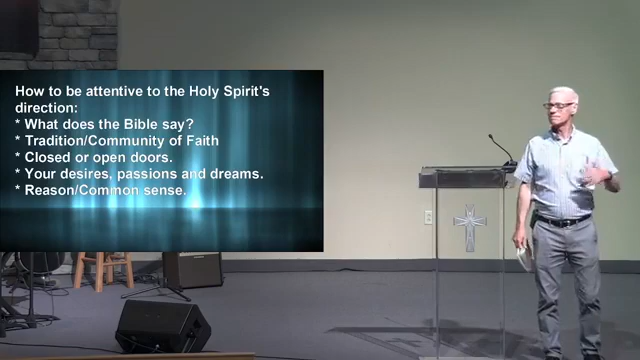 How to be attentive to the Holy Spirit's
direction:
* What does the Bible say?
* Tradition/Community of Faith
* Closed or open doors.
* Your desires, passions and dreams.
* Reason/Common sense.